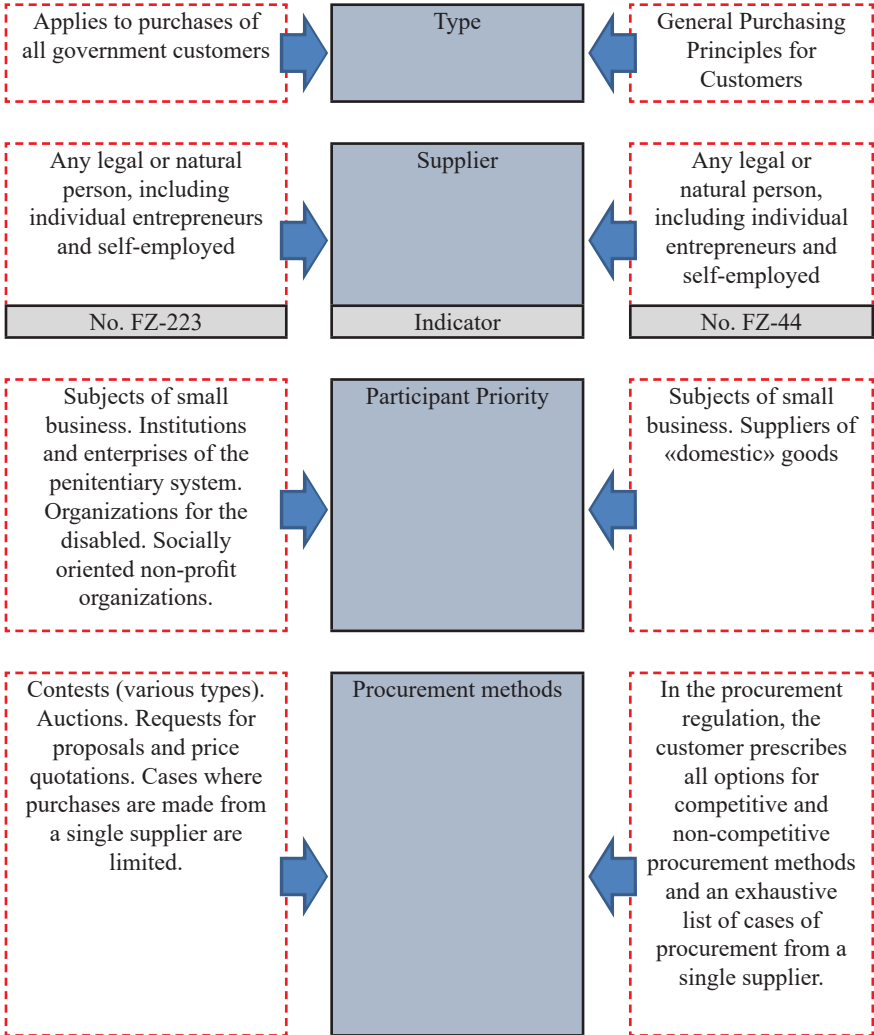 Applies to purchases of
all government customers
Type
General Purchasing
Principles for
Customers
Any legal or natural
person, including
individual entrepreneurs
and self-employed
Supplier
Any legal or
natural person,
including individual
entrepreneurs and
self-employed
No. FZ-223
Indicator
No. FZ-44
Subjects of small
business. Institutions
and enterprises of the
penitentiary system.
Organizations for the
disabled. Socially
oriented non-profit
organizations.
Participant Priority
Subjects of small
business. Suppliers of
«domestic» goods
Contests (various types).
Auctions. Requests for
proposals and price
quotations. Cases where
purchases are made from
a single supplier are
limited.
Procurement methods
In the procurement
regulation, the
customer prescribes
all options for
competitive and
non-competitive
procurement methods
and an exhaustive
list of cases of
procurement from a
single supplier.